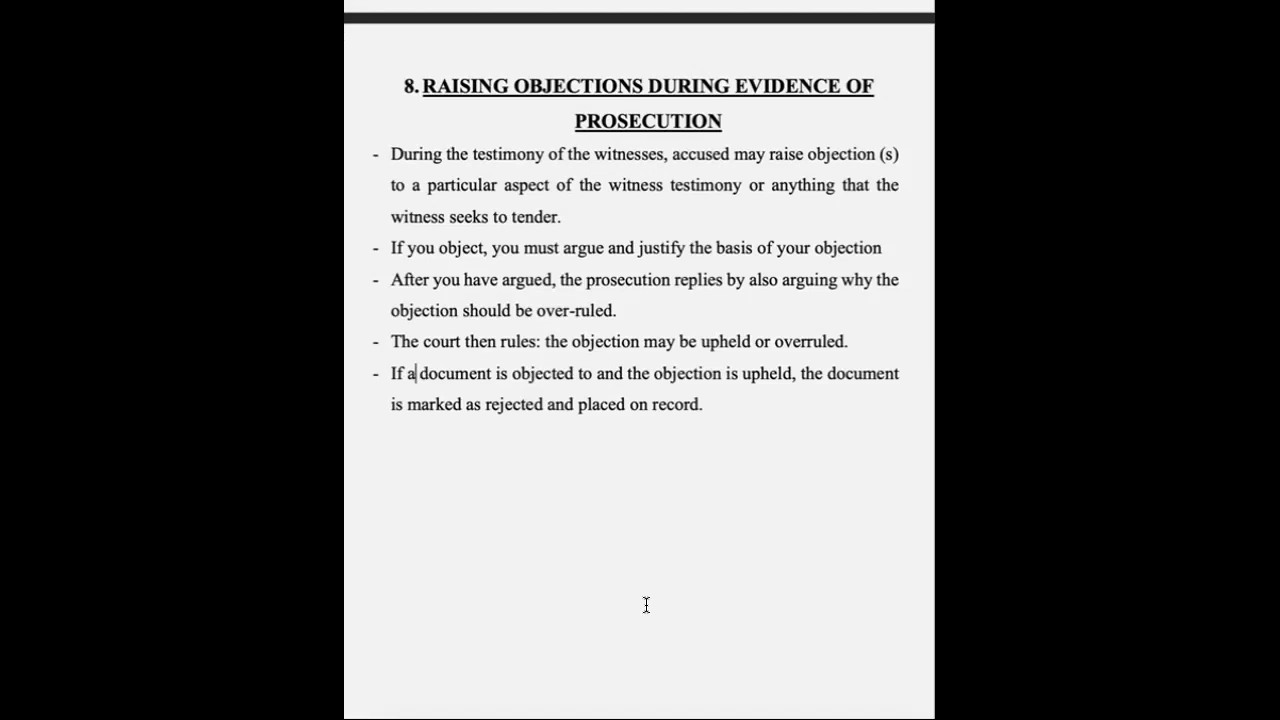 8. RAISING OBJECTIONS DURING EVIDENCE OF
PROSECUTION
- During the testimony of the witnesses, accused may raise objection (s)
to a particular aspect of the witness testimony or anything that the
witness seeks to tender.
- If you object, you must argue and justify the basis of your objection
- After you have argued, the prosecution replies by also arguing why the
objection should be over-ruled.
- The court then rules: the objection may be upheld or overruled.
- If a document is objected to and the objection is upheld, the document
is marked as rejected and placed on record.